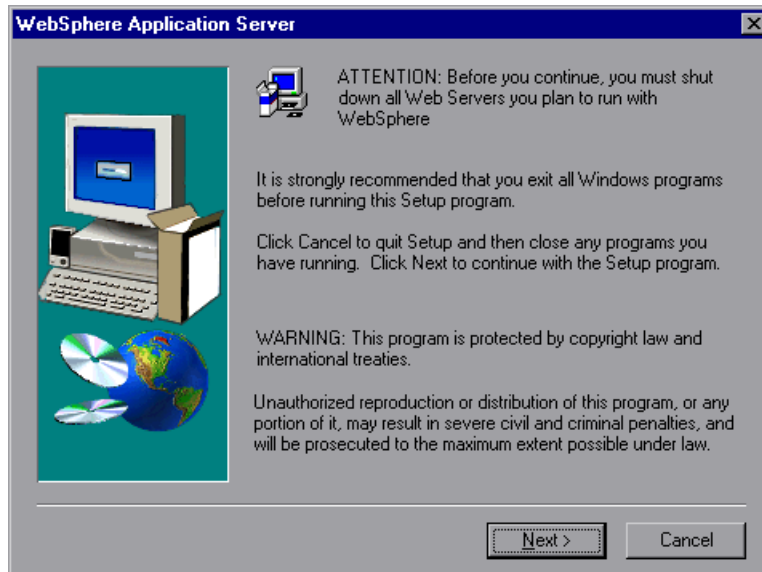 WebSphere Application Server
ATTENTION: Before you continue, you must shut
down all Web Servers you plan to run with
WebSphere
It is strongly recommended that you exit all Windows programs
before running this Setup program.
Click Cancel to quit Setup and then close any programs you
have running.  Click Next to continue with the Setup program.
WARNING: This program is protected by copyright law and
international treaties.
Unauthorized reproduction or distribution of this program, or any
portion of it, may result in severe civil and criminal penalties, and
will be prosecuted to the maximum extent possible under law.
Next > Cancel